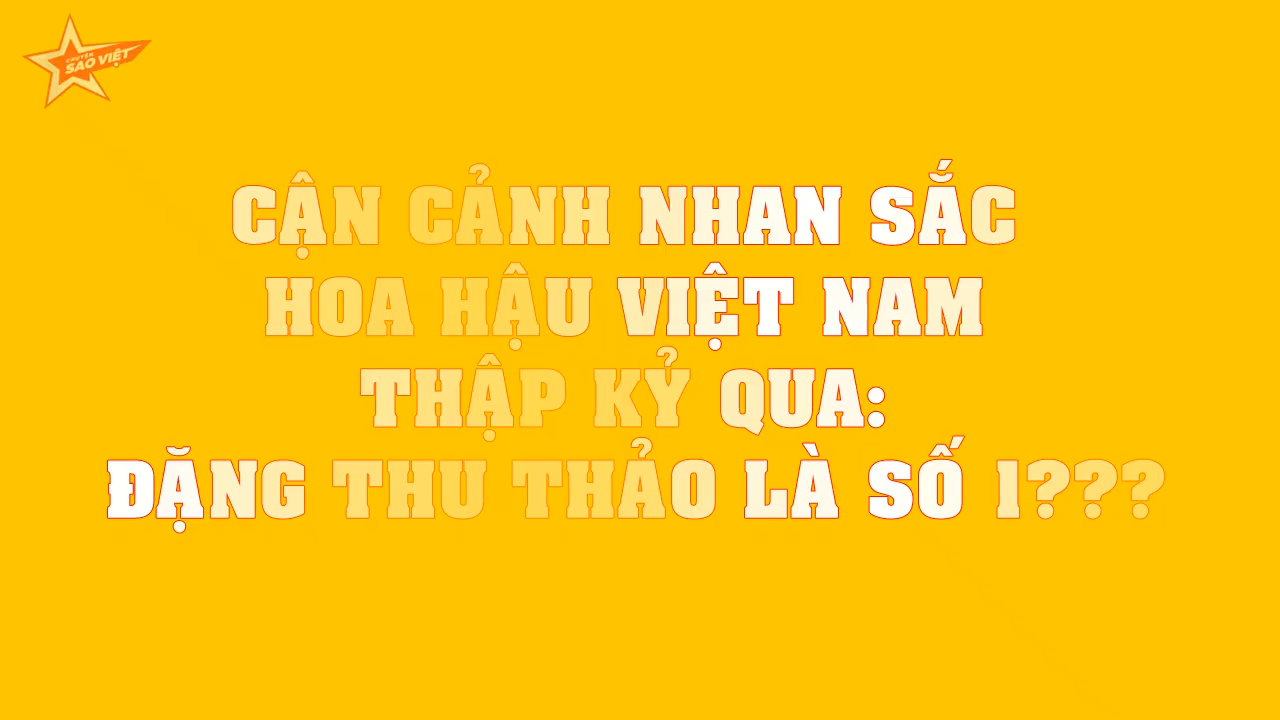 CHUYỆN
SAO VIỆT
CẬN CẢNH NHAN SẮC
HOA HẬU VIỆT NAM
THẬP KỶ QUA:
ĐẶNG THU THẢO LÀ SỐ 1???